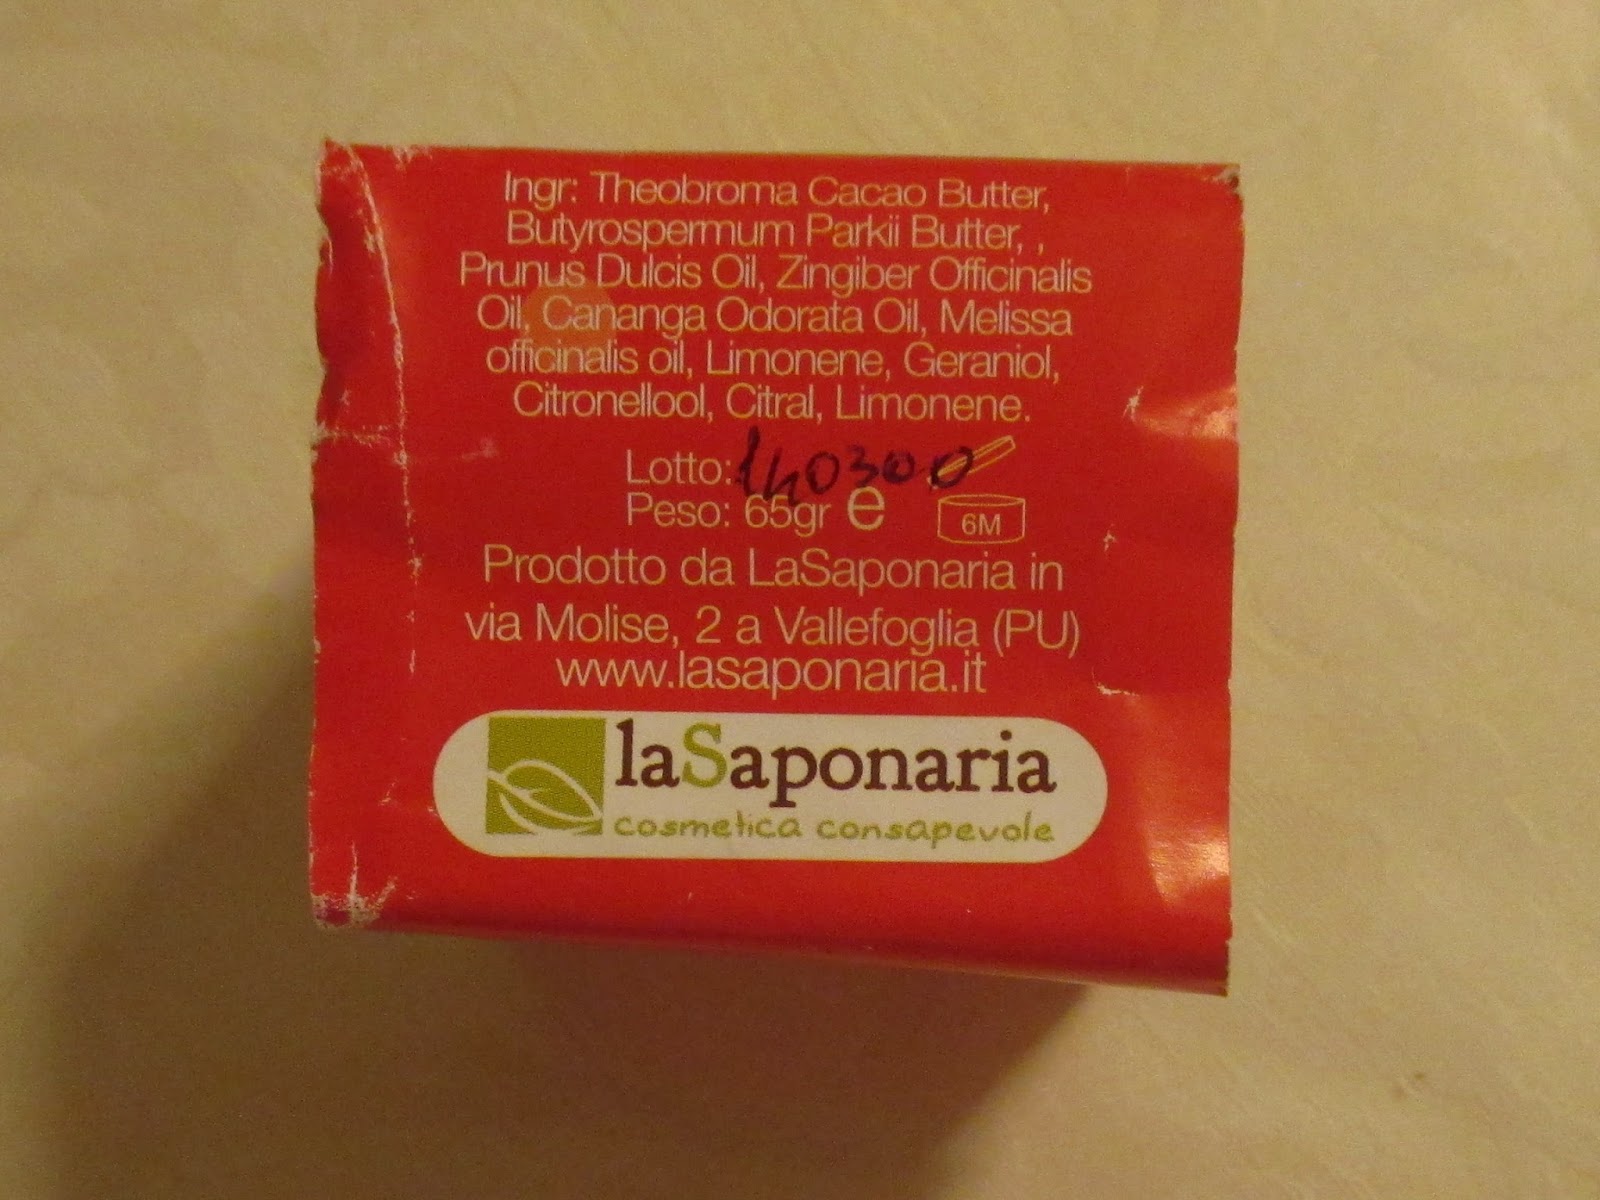 Ingr: Theobroma Cacao Butter,
Butyrospermum Parkii Butter, ,
Prunus Dulcis Oil, Zingiber Officinalis
Oil, Cananga Odorata Oil, Melissa
officinalis oil, Limonene, Geraniol,
Citronellool, Citral, Limonene.
Lotto: 140300
Peso: 65gr e 6M
Prodotto da LaSaponaria in
via Molise, 2 a Vallefoglia (PU)
www.lasaponaria.it
laSaponaria
cosmetica consapevole